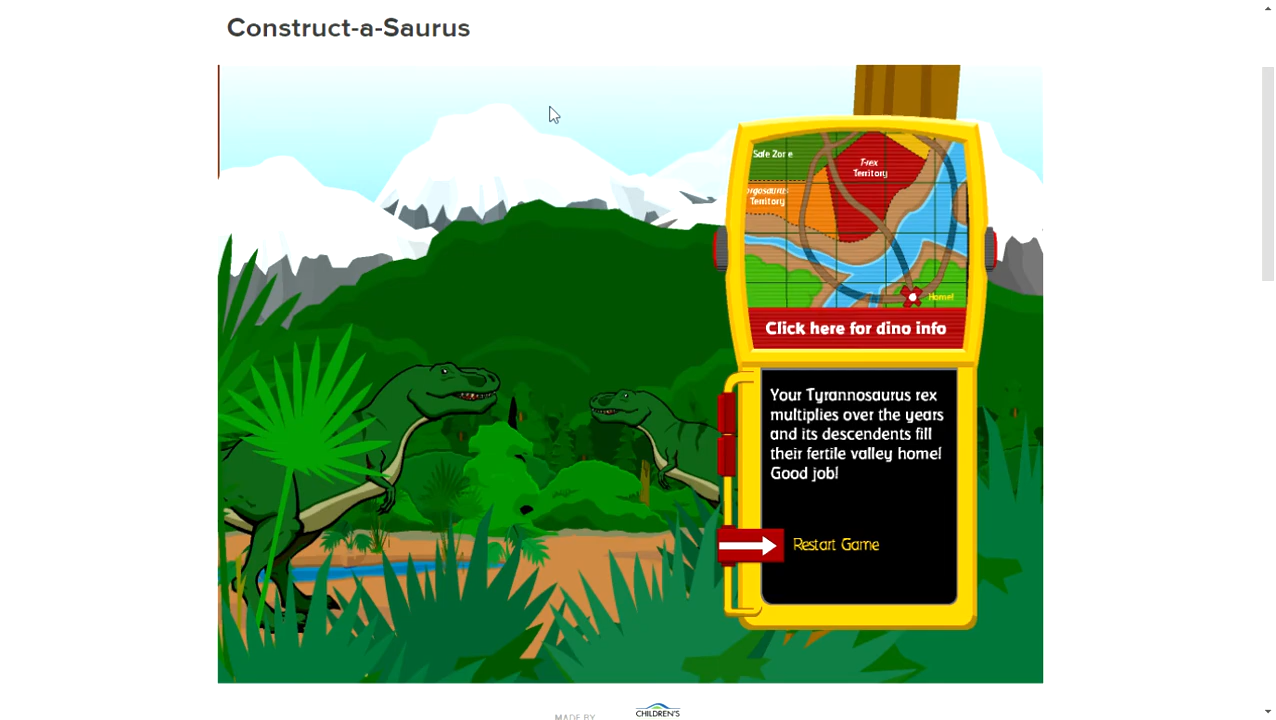 Construct-a-Saurus
Safe Zone
T-rex
Territory
orgosaurus
Territory
Home!
Click here for dino info
Your Tyrannosaurus rex
multiplies over the years
and its descendents fill
their fertile valley home!
Good job!
Restart Game
MADE BY
CHILDREN'S